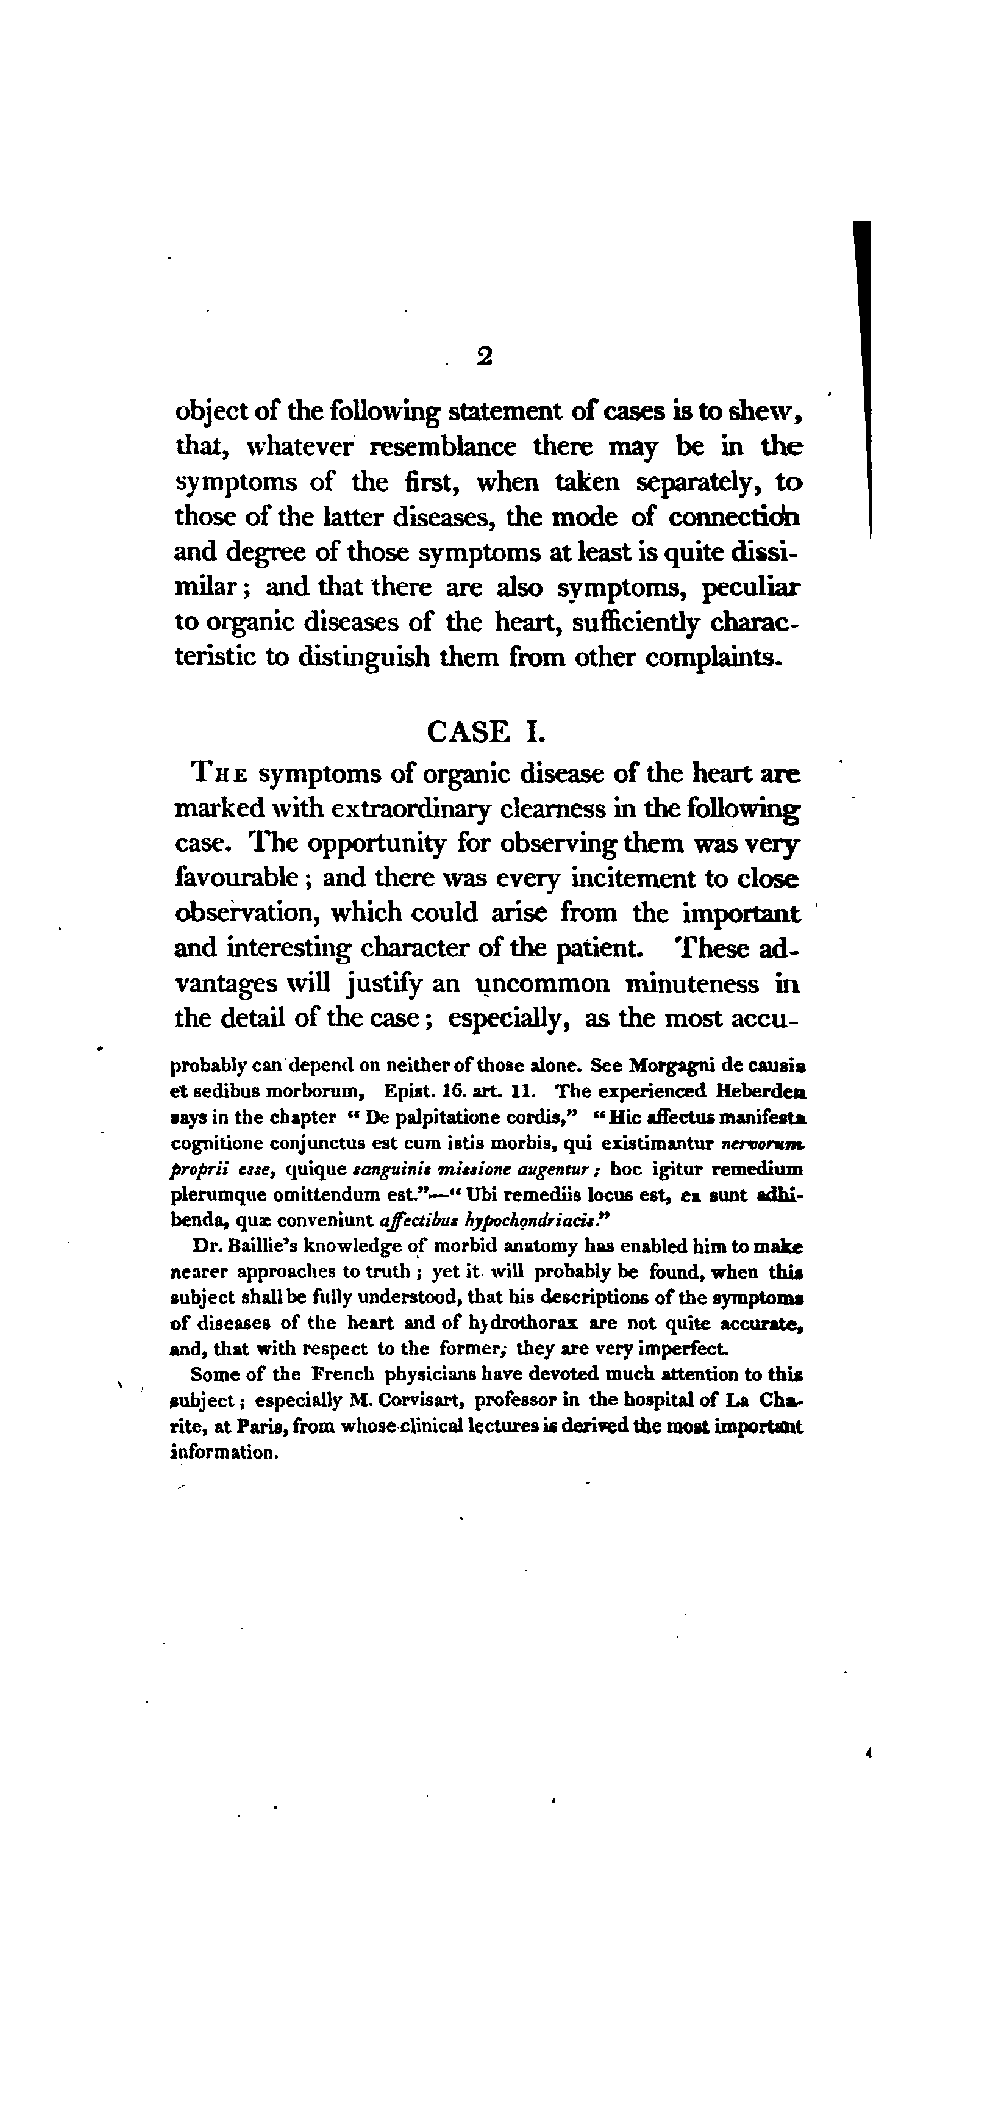 2
object of the following statement of cases is to shew,
that, whatever resemblance there may be in the
symptoms of the first, when taken separately, to
those of the latter diseases, the mode of connection
and degree of those symptoms at least is quite dissi-
milar; and that there are also symptoms, peculiar
to organic diseases of the heart, sufficiently charac-
teristic to distinguish them from other complaints.
CASE I.
THE symptoms of organic disease of the heart are
marked with extraordinary clearness in the following
case. The opportunity for observing them was very
favourable; and there was every incitement to close
observation, which could arise from the important
and interesting character of the patient. These ad-
vantages will justify an uncommon minuteness in
the detail of the case; especially, as the most accu-
probably can depend on neither of those alone. See Morgagni de causis
et sedibus morborum, Epist. 16. art. 11. The experienced Heberden
says in the chapter “ De palpitatione cordis,” “ Hic affectus manifesta
cognitione conjunctus est cum istis morbis, qui existimantur nervorum
proprii esse, quique sanguinis missione augentur; hoc igitur remedium
plerumque omittendum est.”—“ Ubi remediis locus est, ea sunt adhi-
benda, quæ conveniunt affectibus hypochondriacis.”
Dr. Baillie's knowledge of morbid anatomy has enabled him to make
nearer approaches to truth; yet it will probably be found, when this
subject shall be fully understood, that his descriptions of the symptoms
of diseases of the heart and of hydrothorax are not quite accurate,
and, that with respect to the former, they are very imperfect.
Some of the French physicians have devoted much attention to this
subject; especially M. Corvisart, professor in the hospital of La Cha-
rite, at Paris, from whose clinical lectures is derived the most important
information.